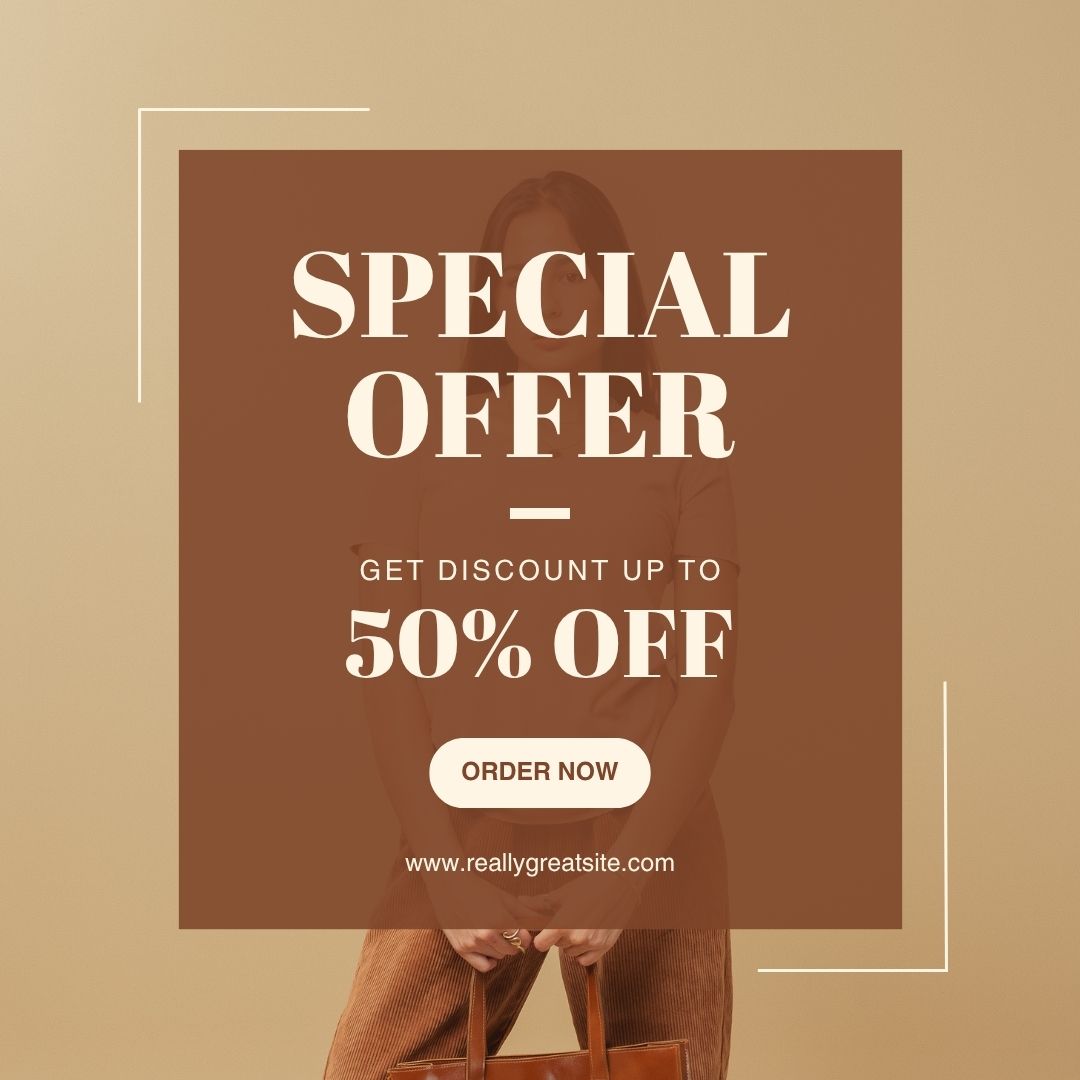 SPECIAL
OFFER
GET DISCOUNT UP TO
50% OFF
ORDER NOW
www.reallygreatsite.com